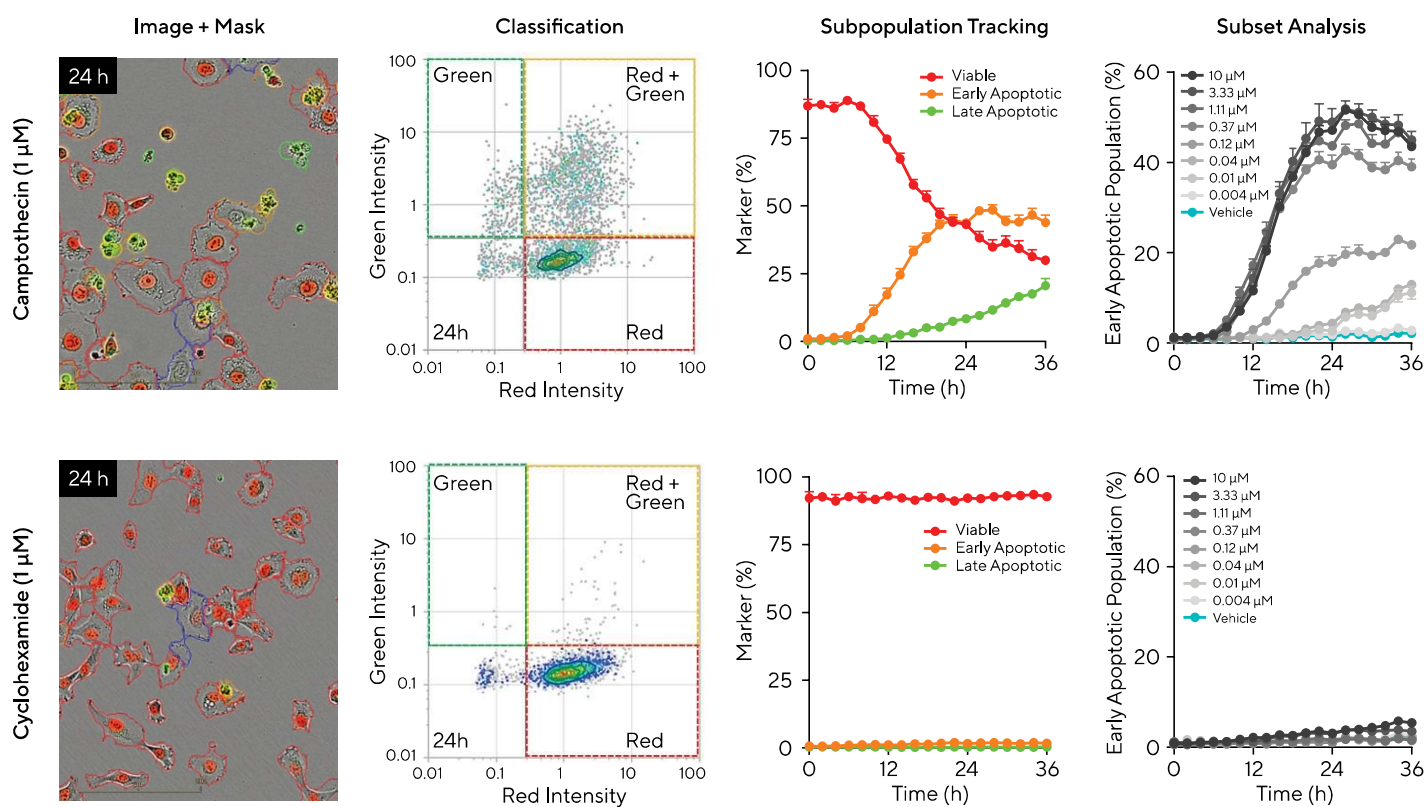 Image + Mask
Classification
Subpopulation Tracking
Subset Analysis
Camptothecin (1 µM)
24 h
Green Intensity
100
10
1
0.1
0.01
Green
Red +
Green
24h
Red
0.01
0.1
1
10
100
Red Intensity
Marker (%)
100
75
50
25
0
Viable
Early Apoptotic
Late Apoptotic
0
12
24
36
Time (h)
Early Apoptotic Population (%)
60
40
20
0
10 µM
3.33 µM
1.11 µM
0.37 µM
0.12 µM
0.04 µM
0.01 µM
0.004 µM
Vehicle
0
12
24
36
Time (h)
Cyclohexamide (1 µM)
24 h
Green Intensity
100
10
1
0.1
0.01
Green
Red +
Green
24h
Red
0.01
0.1
1
10
100
Red Intensity
Marker (%)
100
75
50
25
0
Viable
Early Apoptotic
Late Apoptotic
0
12
24
36
Time (h)
Early Apoptotic Population (%)
60
40
20
0
10 µM
3.33 µM
1.11 µM
0.37 µM
0.12 µM
0.04 µM
0.01 µM
0.004 µM
Vehicle
0
12
24
36
Time (h)